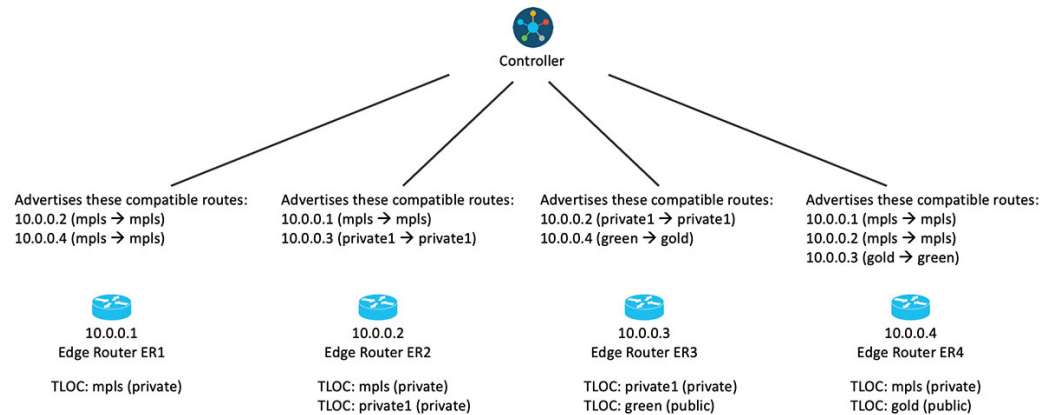 Controller
Advertises these compatible routes:
10.0.0.2 (mpls → mpls)
10.0.0.4 (mpls → mpls)
Advertises these compatible routes:
10.0.0.1 (mpls → mpls)
10.0.0.3 (private1 → private1)
Advertises these compatible routes:
10.0.0.2 (private1 → private1)
10.0.0.4 (green → gold)
Advertises these compatible routes:
10.0.0.1 (mpls → mpls)
10.0.0.2 (mpls → mpls)
10.0.0.3 (gold → green)
10.0.0.1
Edge Router ER1
TLOC: mpls (private)
10.0.0.2
Edge Router ER2
TLOC: mpls (private)
TLOC: private1 (private)
10.0.0.3
Edge Router ER3
TLOC: private1 (private)
TLOC: green (public)
10.0.0.4
Edge Router ER4
TLOC: mpls (private)
TLOC: gold (public)